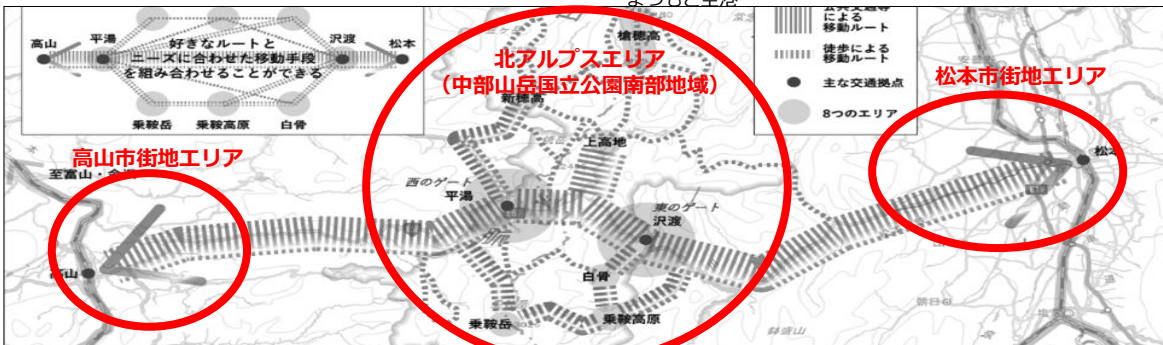 まつもと空港
高山
平湯
好きなルートと
ニーズに合わせた移動手段
を組み合わせることができる
沢渡
松本
乗鞍岳
乗鞍高原
白骨
北アルプスエリア
（中部山岳国立公園南部地域）
槍穂高
新穂高
上高地
西のゲート
平湯
東のゲート
沢渡
白骨
乗鞍岳
乗鞍高原
公共交通等
による
移動ルート
徒歩による
移動ルート
主な交通拠点
8つのエリア
松本市街地エリア
松本
高山市街地エリア
至富山・金沢
高山
朝日
鉢盛山